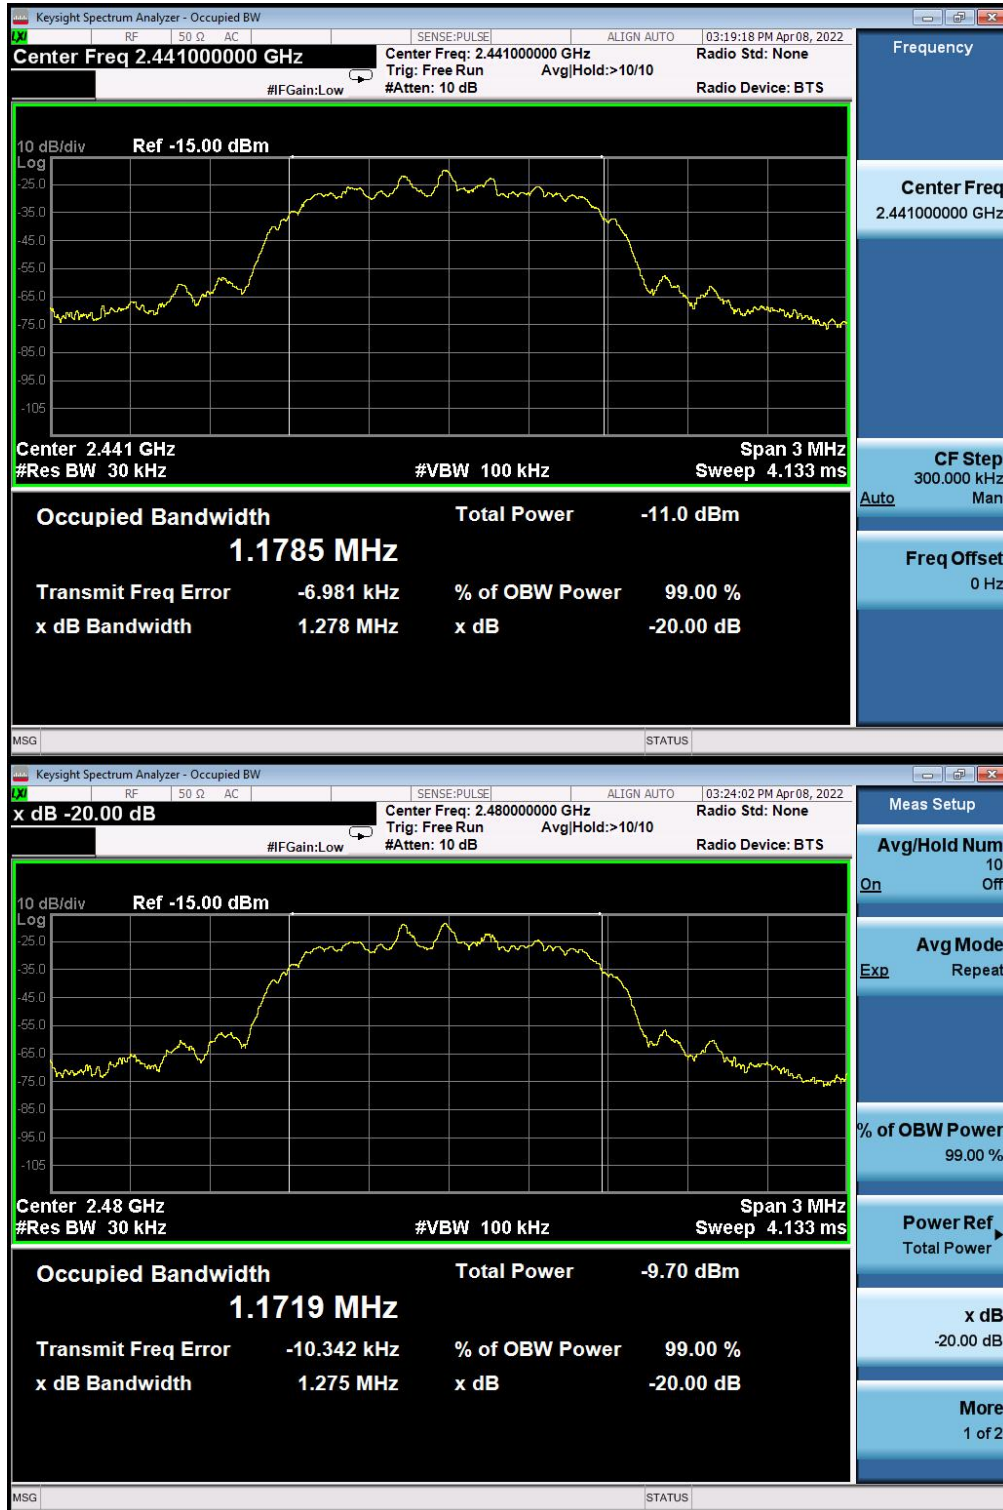 Keysight Spectrum Analyzer - Occupied BW
LXI RF 50 Ω AC SENSE:PULSE ALIGN AUTO 03:19:18 PM Apr 08, 2022
Center Freq 2.441000000 GHz Center Freq: 2.441000000 GHz Radio Std: None
Trig: Free Run Avg|Hold:>10/10
#IFGain:Low #Atten: 10 dB Radio Device: BTS
10 dB/div Ref -15.00 dBm
Log
-25.0
-35.0
-45.0
-55.0
-65.0
-75.0
-85.0
-95.0
-105
Center 2.441 GHz Span 3 MHz
#Res BW 30 kHz #VBW 100 kHz Sweep 4.133 ms
Occupied Bandwidth Total Power -11.0 dBm
1.1785 MHz
Transmit Freq Error -6.981 kHz % of OBW Power 99.00 %
x dB Bandwidth 1.278 MHz x dB -20.00 dB
MSG STATUS
Frequency
Center Freq
2.441000000 GHz
CF Step
300.000 kHz
Auto Man
Freq Offset
0 Hz
Keysight Spectrum Analyzer - Occupied BW
LXI RF 50 Ω AC SENSE:PULSE ALIGN AUTO 03:24:02 PM Apr 08, 2022
x dB -20.00 dB Center Freq: 2.480000000 GHz Radio Std: None
Trig: Free Run Avg|Hold:>10/10
#IFGain:Low #Atten: 10 dB Radio Device: BTS
10 dB/div Ref -15.00 dBm
Log
-25.0
-35.0
-45.0
-55.0
-65.0
-75.0
-85.0
-95.0
-105
Center 2.48 GHz Span 3 MHz
#Res BW 30 kHz #VBW 100 kHz Sweep 4.133 ms
Occupied Bandwidth Total Power -9.70 dBm
1.1719 MHz
Transmit Freq Error -10.342 kHz % of OBW Power 99.00 %
x dB Bandwidth 1.275 MHz x dB -20.00 dB
MSG STATUS
Meas Setup
Avg/Hold Num
10
On Off
Avg Mode
Exp Repeat
% of OBW Power
99.00 %
Power Ref
Total Power
x dB
-20.00 dB
More
1 of 2